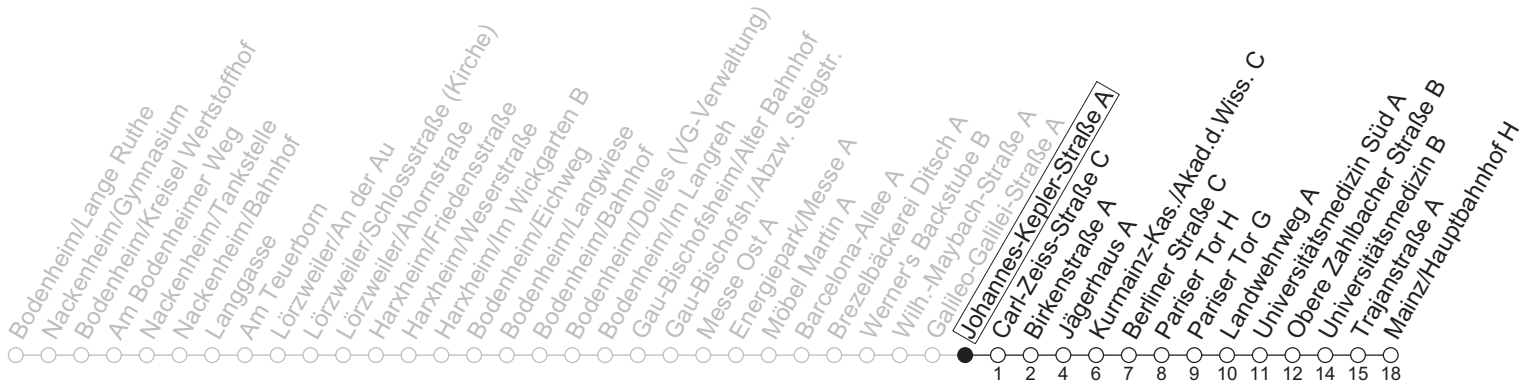 Bodenheim/Lange Ruthe
Nackenheim/Gymnasium
Bodenheim/Kreisel Wertstoffhof
Am Bodenheimer Weg
Nackenheim/Tankstelle
Nackenheim/Bahnhof
Langgasse
Am Teuerborn
Lörzweiler/An der Au
Lörzweiler/Schlossstraße (Kirche)
Lörzweiler/Ahornstraße
Harxheim/Friedensstraße
Harxheim/Weserstraße
Harxheim/Im Wickgarten B
Bodenheim/Eichweg
Bodenheim/Langwiese
Bodenheim/Bahnhof
Bodenheim/Dolles (VG-Verwaltung)
Bodenheim/Im Langreh
Gau-Bischofsheim/Alter Bahnhof
Gau-Bischofsh./Abzw. Steigstr.
Messe Ost A
Energiepark/Messe A
Möbel Martin A
Barcelona-Allee A
Brezelbäckerei Ditsch A
Werner's Backstube B
Wilh.-Maybach-Straße A
Galileo-Galilei-Straße A
Johannes-Kepler-Straße A
Carl-Zeiss-Straße C
Birkenstraße A
Jägerhaus A
Kurmainz-Kas./Akad.d.Wiss. C
Berliner Straße C
Pariser Tor H
Pariser Tor G
Landwehrweg A
Universitätsmedizin Süd A
Obere Zahlbacher Straße B
Universitätsmedizin B
Trajanstraße A
Mainz/Hauptbahnhof H
1 2 4 6 7 8 9 10 11 12 14 15 18